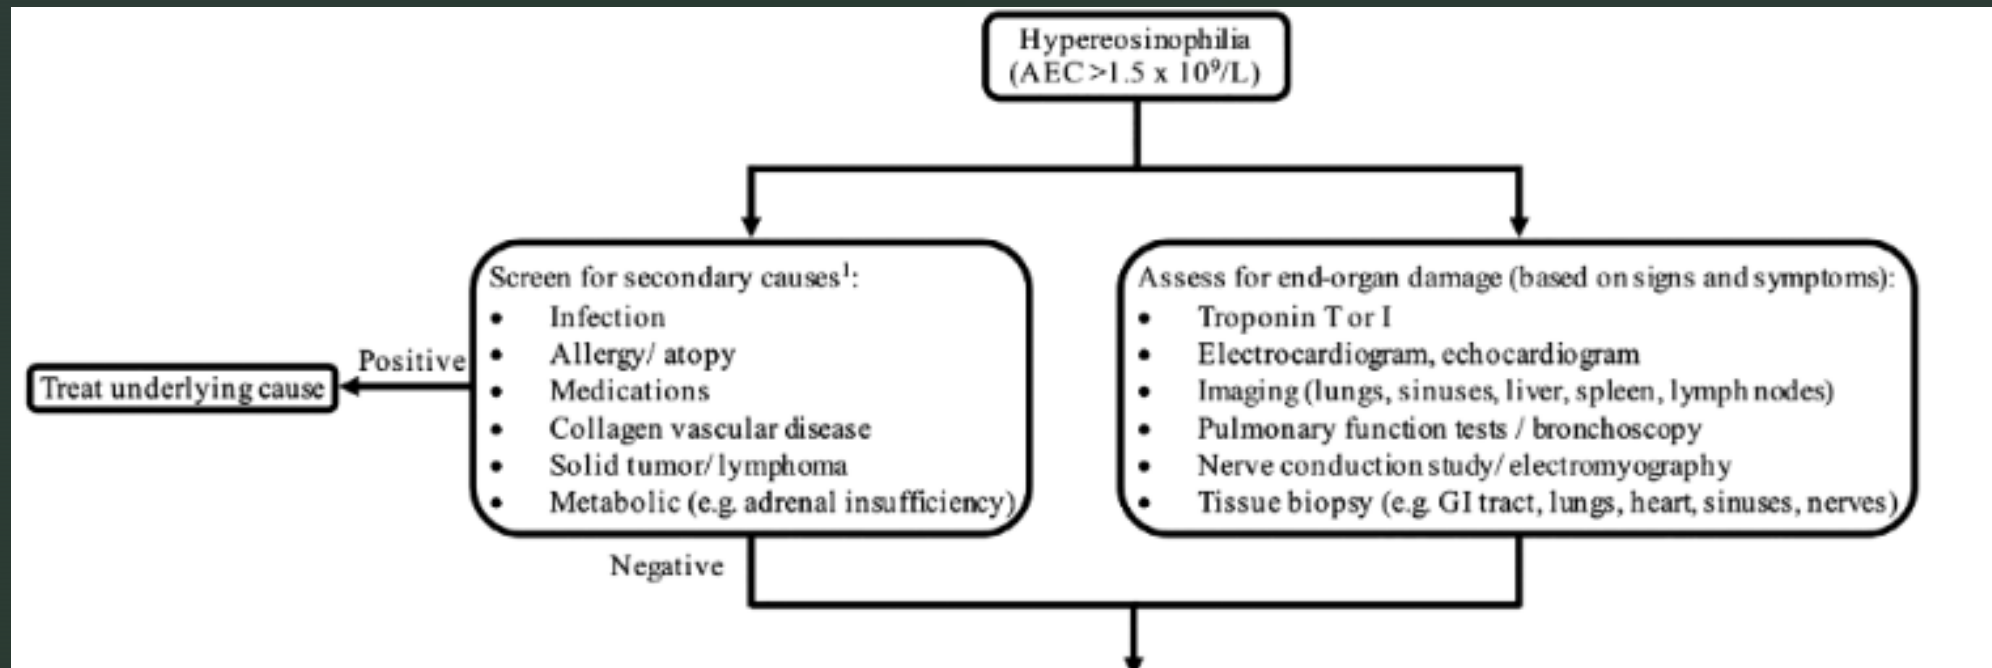 Hypereosinophilia
(AEC >1.5 x 10⁹/L)
Screen for secondary causes¹:
• Infection
• Allergy/ atopy
• Medications
• Collagen vascular disease
• Solid tumor/ lymphoma
• Metabolic (e.g. adrenal insufficiency)
Assess for end-organ damage (based on signs and symptoms):
• Troponin T or I
• Electrocardiogram, echocardiogram
• Imaging (lungs, sinuses, liver, spleen, lymph nodes)
• Pulmonary function tests / bronchoscopy
• Nerve conduction study/ electromyography
• Tissue biopsy (e.g. GI tract, lungs, heart, sinuses, nerves)
Positive
Treat underlying cause
Negative